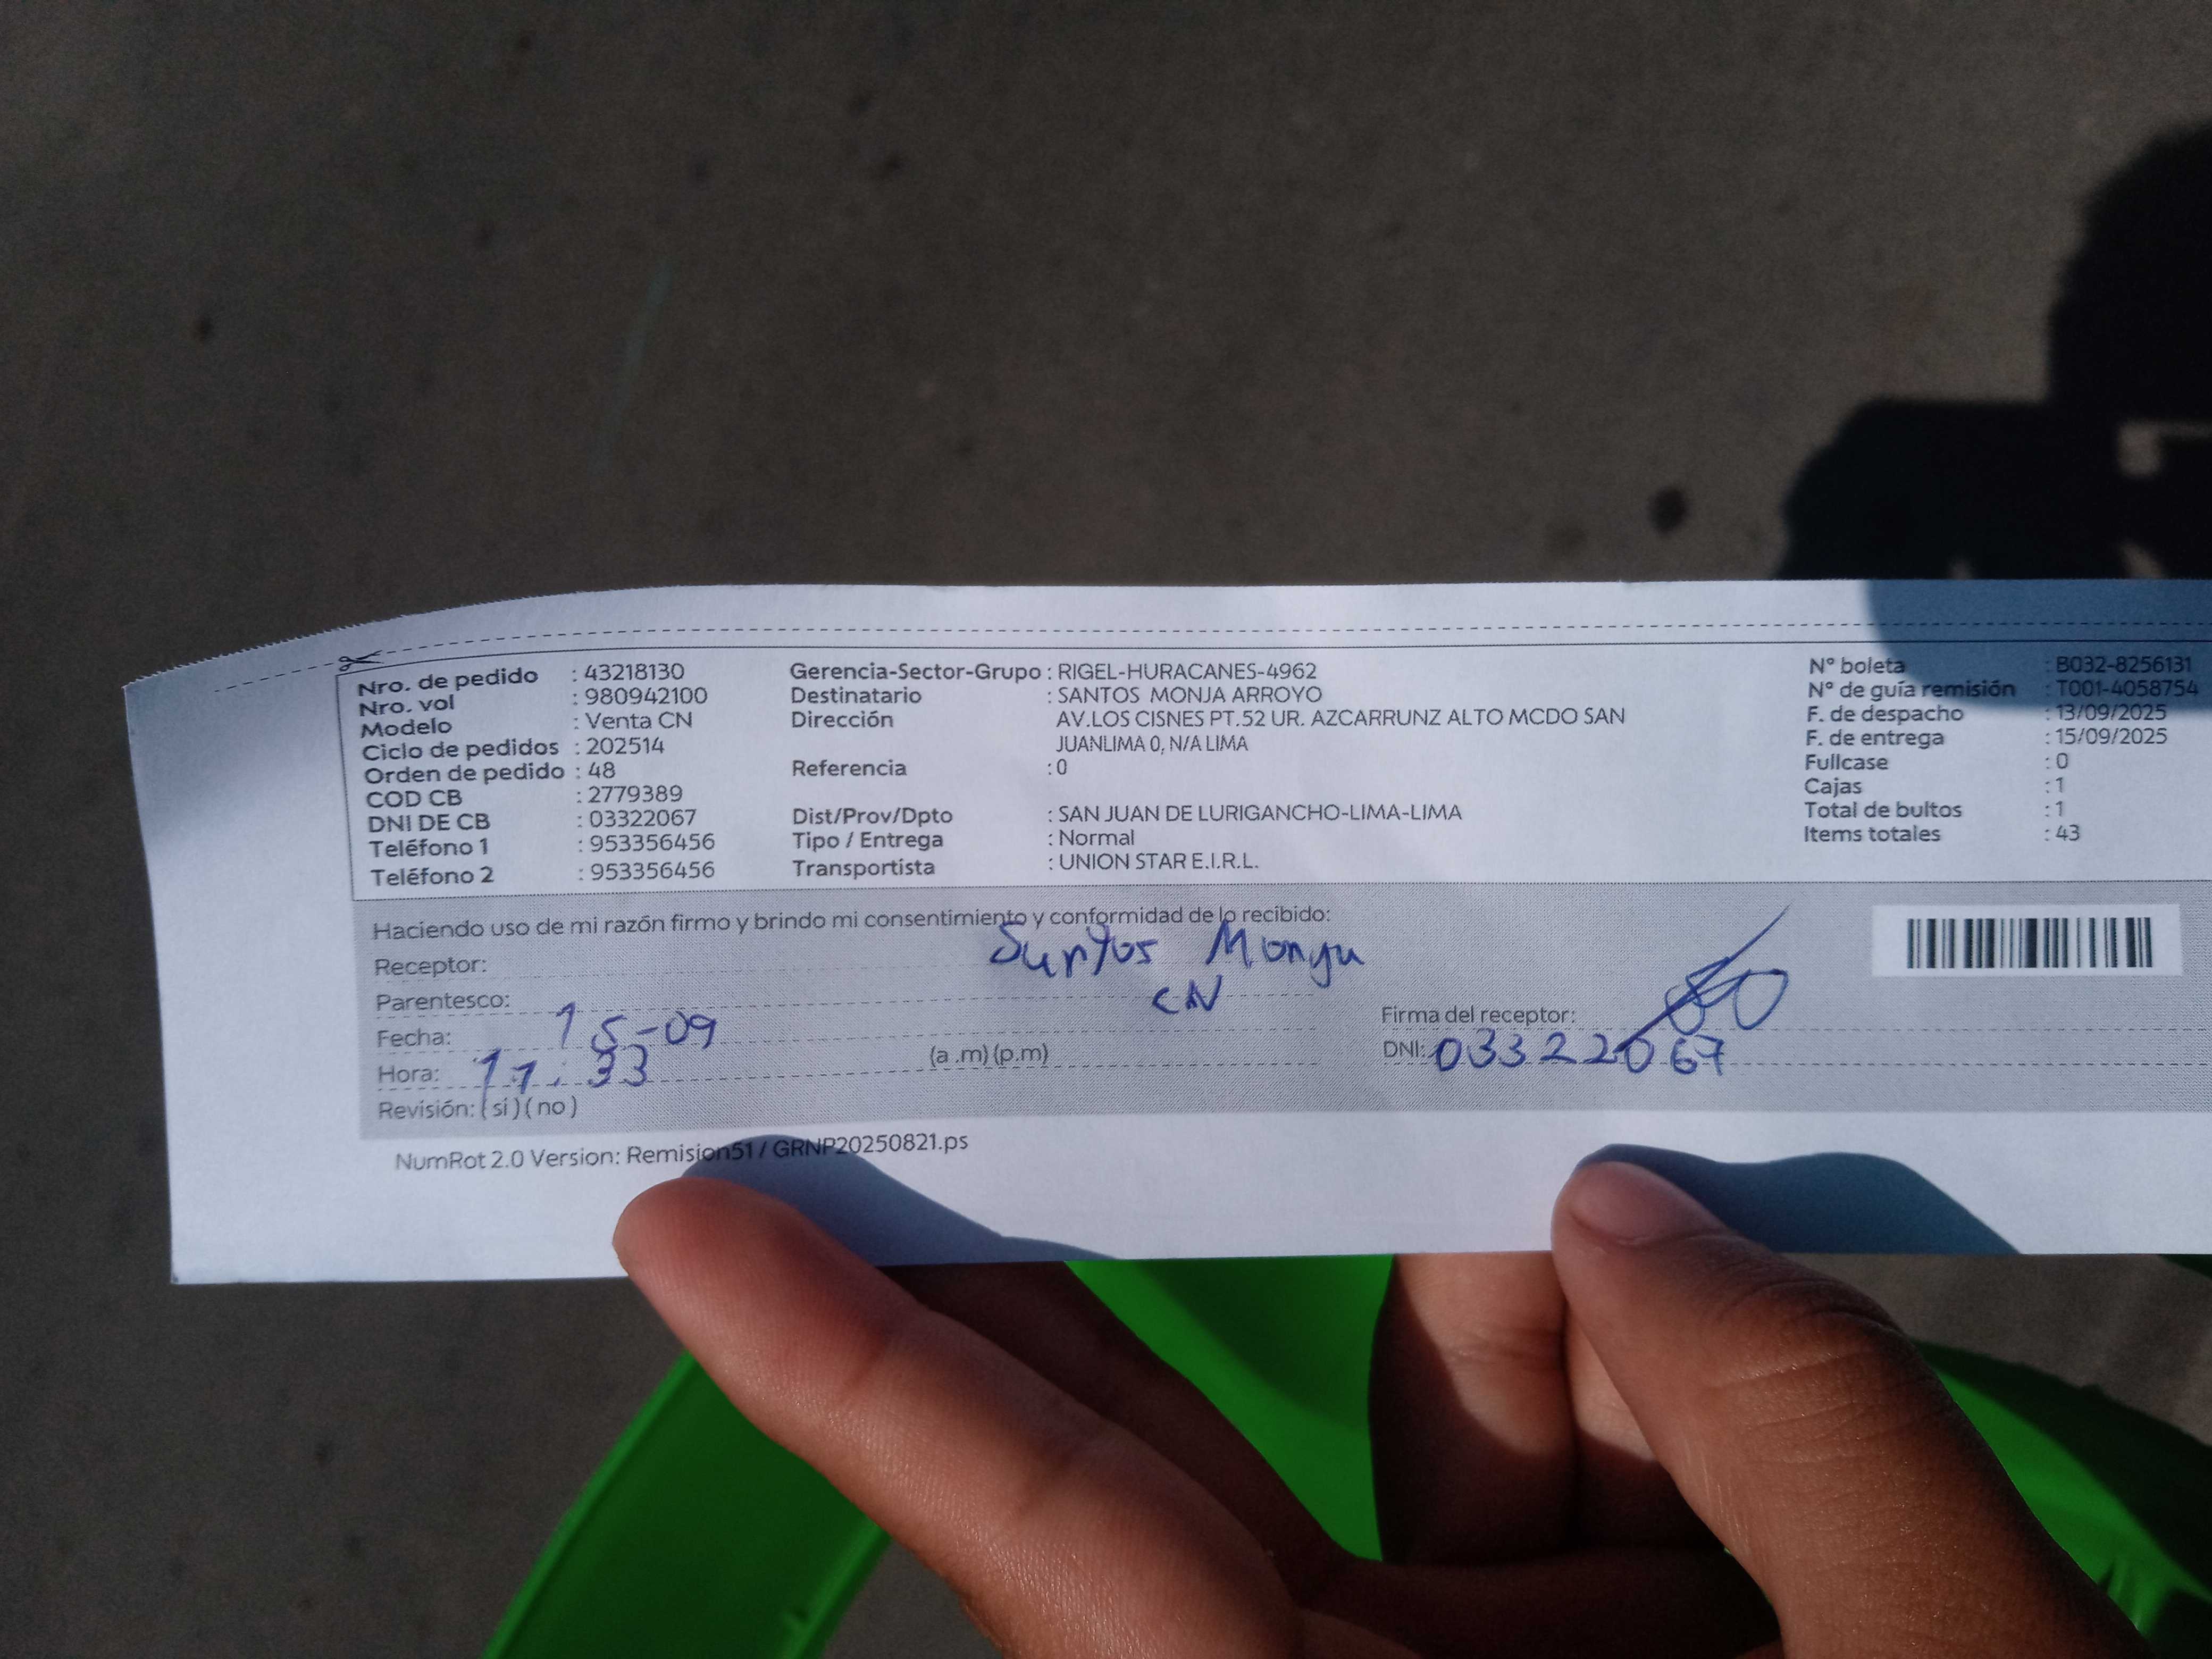 Nro. de pedido : 43218130
Nro. vol : 980942100
Modelo : Venta CN
Ciclo de pedidos : 202514
Orden de pedido : 48
COD CB : 2779389
DNI DE CB : 03322067
Teléfono 1 : 953356456
Teléfono 2 : 953356456
Gerencia-Sector-Grupo : RIGEL-HURACANES-4962
Destinatario : SANTOS MONJA ARROYO
Dirección AV.LOS CISNES PT.52 UR. AZCARRUNZ ALTO MCDO SAN
JUANLIMA 0, N/A LIMA
Referencia : 0
Dist/Prov/Dpto : SAN JUAN DE LURIGANCHO-LIMA-LIMA
Tipo / Entrega : Normal
Transportista : UNION STAR E.I.R.L.
N° boleta : B032-8256131
N° de guía remisión : T001-4058754
F. de despacho : 13/09/2025
F. de entrega : 15/09/2025
Fullcase : 0
Cajas : 1
Total de bultos : 1
Items totales : 43
Haciendo uso de mi razón firmo y brindo mi consentimiento y conformidad de lo recibido:
Receptor: Santos Monja
Parentesco: CN
Fecha: 15-09
Hora: 11:33 (a .m) (p.m)
Revisión: ( si ) ( no )
Firma del receptor:
DNI: 03322067
NumRot 2.0 Version: Remision51 / GRNP20250821.ps